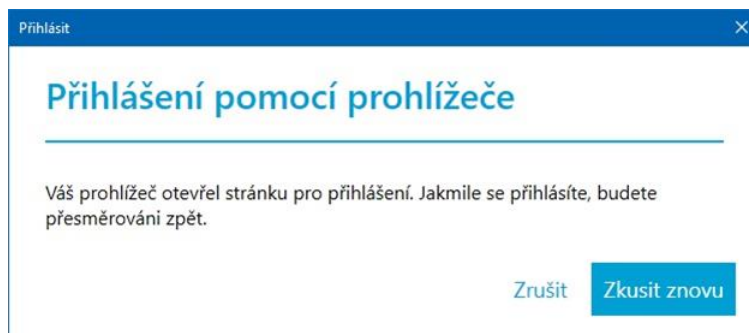 Přihlásit
Přihlášení pomocí prohlížeče
Váš prohlížeč otevřel stránku pro přihlášení. Jakmile se přihlásíte, budete
přesměrováni zpět.
Zrušit Zkusit znovu